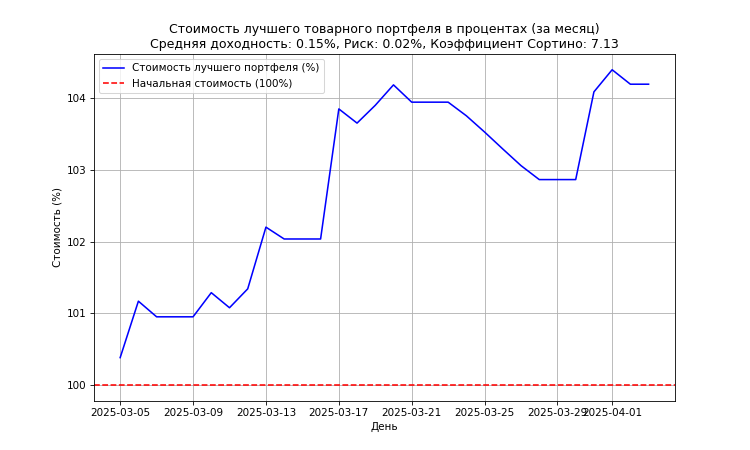 Стоимость лучшего товарного портфеля в процентах (за месяц)
Средняя доходность: 0.15%, Риск: 0.02%, Коэффициент Сортино: 7.13
Стоимость лучшего портфеля (%)
Начальная стоимость (100%)
104
103
102
101
100
Стоимость (%)
2025-03-05 2025-03-09 2025-03-13 2025-03-17 2025-03-21 2025-03-25 2025-03-29 2025-04-01
День